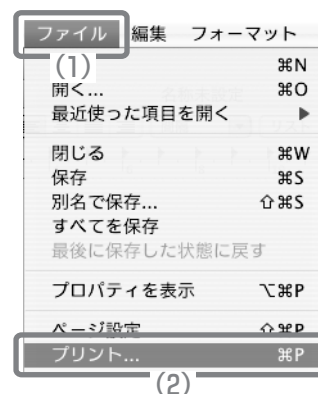 ファイル 編集 フォーマット
(1)
⌘N
開く... ⌘O
最近使った項目を開く ▶
閉じる ⌘W
保存 ⌘S
別名で保存... ⇧⌘S
すべてを保存
最後に保存した状態に戻す
プロパティを表示 ⌥⌘P
ページ設定 ⇧⌘P
プリント... ⌘P
(2)